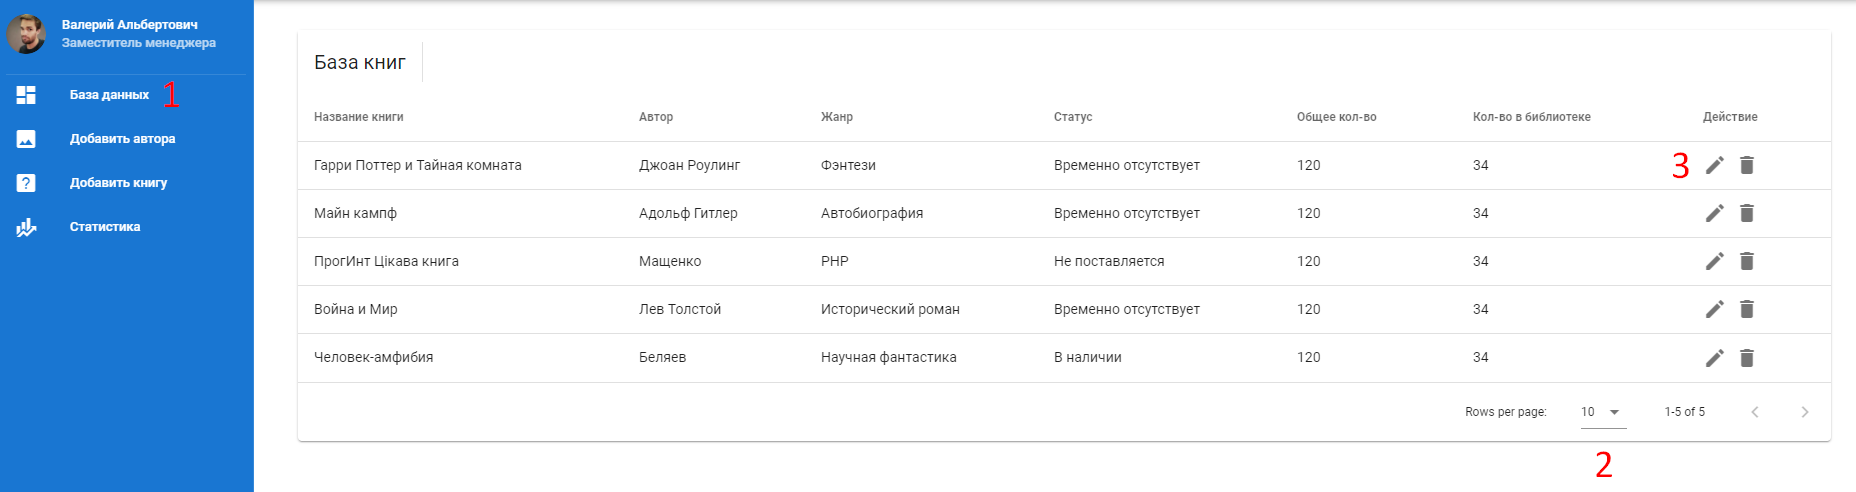 Валерий Альбертович
Заместитель менеджера
База данных 1
Добавить автора
Добавить книгу
Статистика
База книг
Название книги Автор Жанр Статус Общее кол-во Кол-во в библиотеке Действие
Гарри Поттер и Тайная комната Джоан Роулинг Фэнтези Временно отсутствует 120 34 3
Майн кампф Адольф Гитлер Автобиография Временно отсутствует 120 34
ПрогИнт Цікава книга Мащенко PHP Не поставляется 120 34
Война и Мир Лев Толстой Исторический роман Временно отсутствует 120 34
Человек-амфибия Беляев Научная фантастика В наличии 120 34
Rows per page: 10 1-5 of 5
2